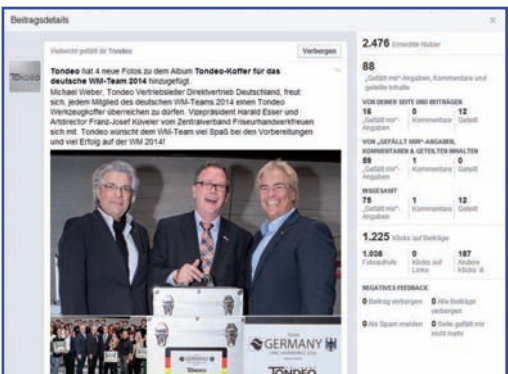 Beitragsdetails
Vielleicht gefällt dir Tondeo
Verbergen
TONDEO
Tondeo hat 4 neue Fotos zu dem Album Tondeo-Koffer für das
deutsche WM-Team 2014 hinzugefügt.
Michael Weber, Tondeo Vertriebsleiter Direktvertrieb Deutschland, freut
sich, jedem Mitglied des deutschen WM-Teams 2014 einen Tondeo
Werkzeugkoffer überreichen zu dürfen. Vizepräsident Harald Esser und
Artdirector Franz-Josef Küveler vom Zentralverband Friseurhandwerkfreuen
sich mit. Tondeo wünscht dem WM-Team viel Spaß bei den Vorbereitungen
und viel Erfolg auf der WM 2014!
TEAM
GERMANY
TONDEO
2.476 Erreichte Nutzer
88
„Gefällt mir"-Angaben, Kommentare und
geteilte Inhalte
VON DEINER SEITE UND BEITRÄGEN
16 0 12
„Gefällt mir"- Kommentare Geteilt
Angaben
VON „GEFÄLLT MIR"-ANGABEN,
KOMMENTAREN & GETEILTEN INHALTEN
1 0
„Gefällt mir"- Kommentare Geteilt
Angaben
INSGESAMT
75 1 12
„Gefällt mir"- Kommentare Geteilt
Angaben
1.225 Klicks auf Beiträge
1.038 0 187
Fotoaufrufe Klicks auf Andere
Links Klicks
NEGATIVES FEEDBACK
0 Beitrag verbergen 0 Alle Beiträge
verbergen
0 Als Spam melden 0 Seite gefällt mir
nicht mehr